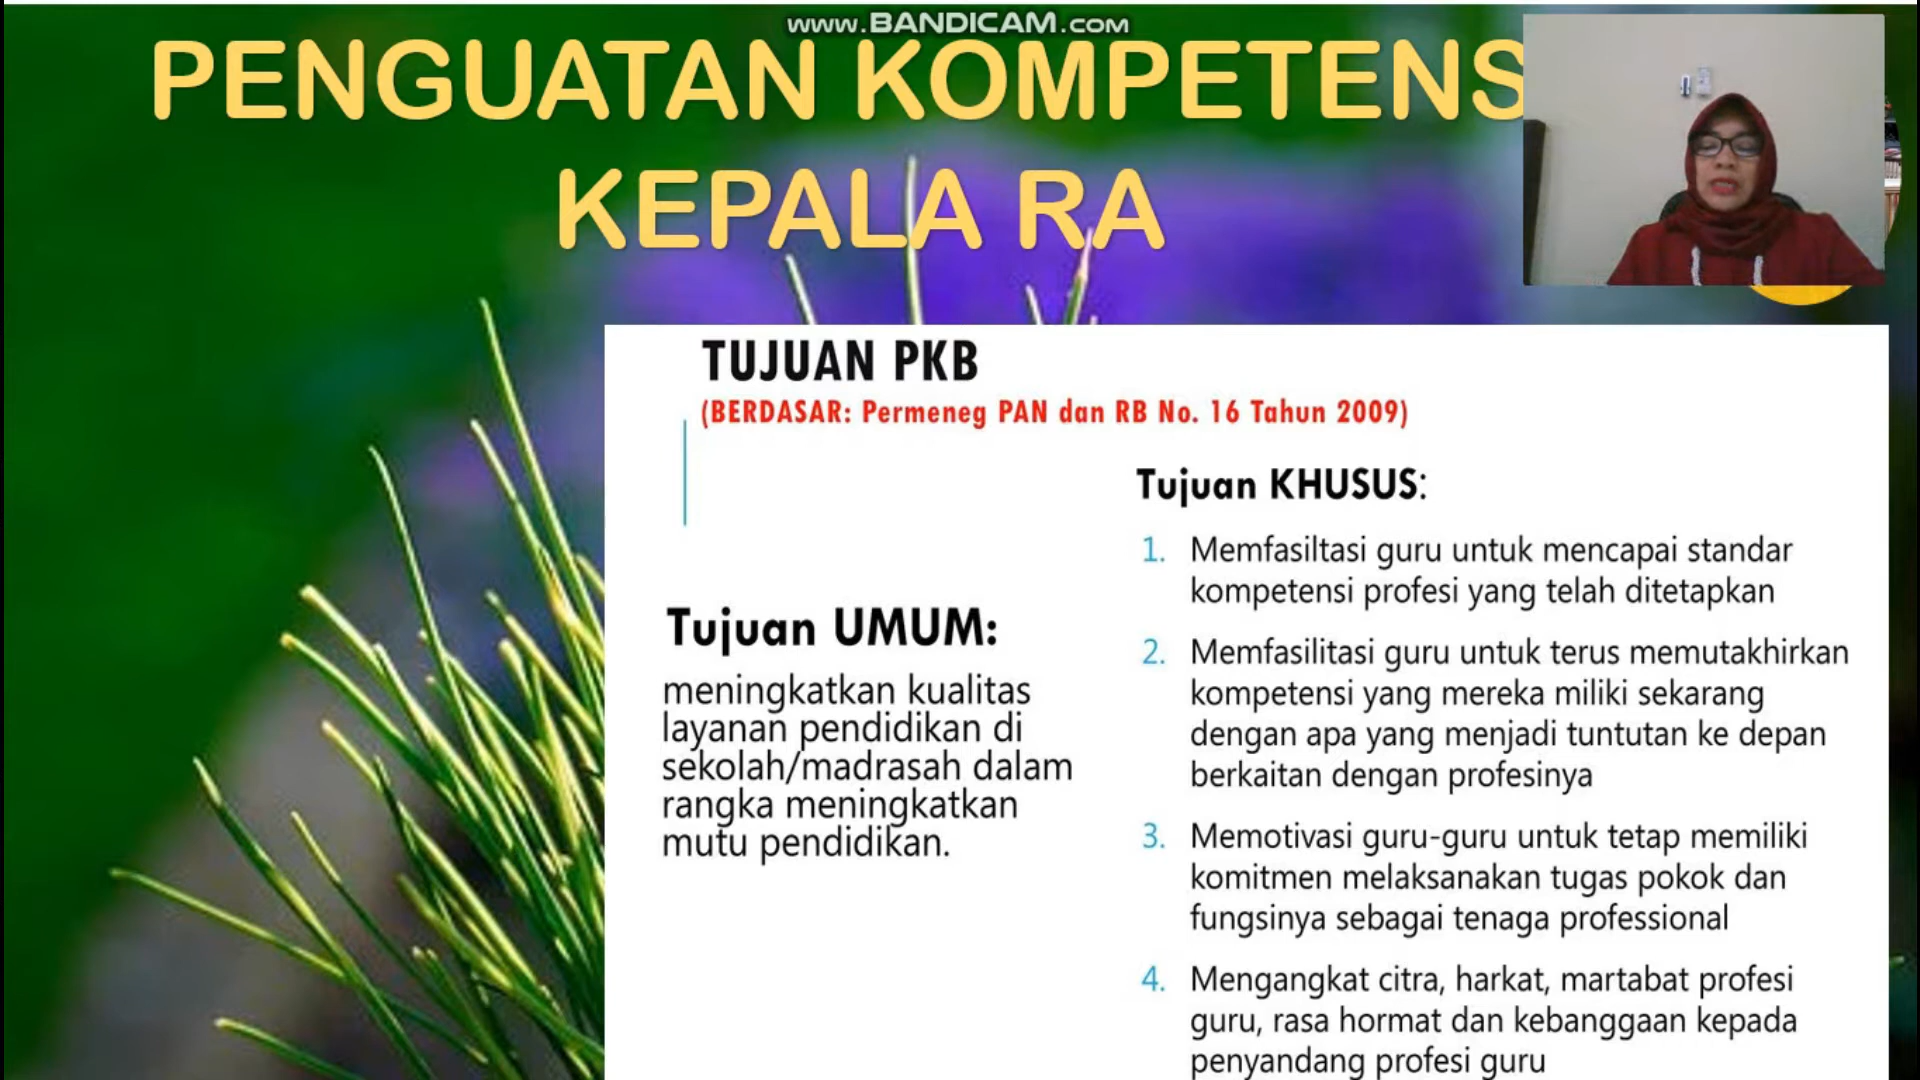 www.BANDICAM.com
PENGUATAN KOMPETENS
KEPALA RA
TUJUAN PKB
(BERDASAR: Permeneg PAN dan RB No. 16 Tahun 2009)
Tujuan UMUM:
meningkatkan kualitas
layanan pendidikan di
sekolah/madrasah dalam
rangka meningkatkan
mutu pendidikan.
Tujuan KHUSUS:
1. Memfasiltasi guru untuk mencapai standar
kompetensi profesi yang telah ditetapkan
2. Memfasilitasi guru untuk terus memutakhirkan
kompetensi yang mereka miliki sekarang
dengan apa yang menjadi tuntutan ke depan
berkaitan dengan profesinya
3. Memotivasi guru-guru untuk tetap memiliki
komitmen melaksanakan tugas pokok dan
fungsinya sebagai tenaga professional
4. Mengangkat citra, harkat, martabat profesi
guru, rasa hormat dan kebanggaan kepada
penyandang profesi guru